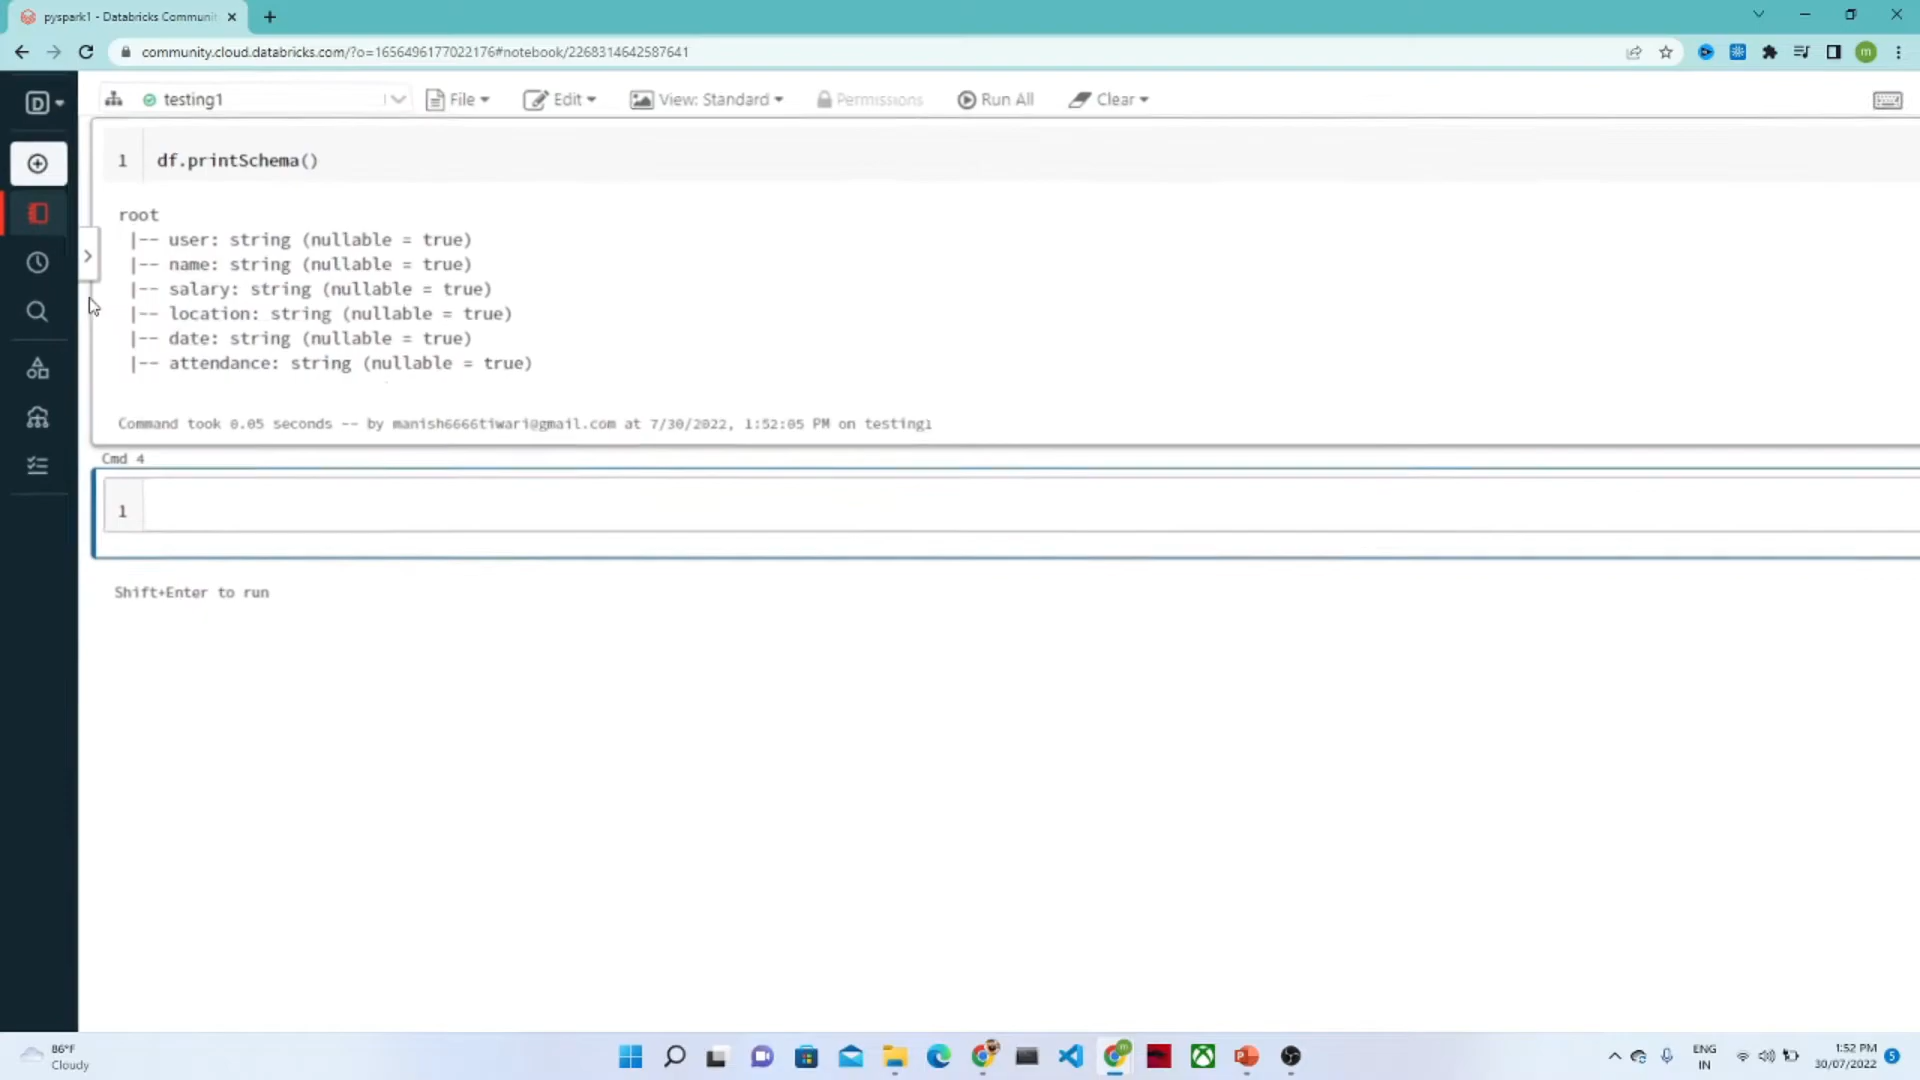 pyspark1 - Databricks Communit
community.cloud.databricks.com/?o=1656496177022176#notebook/2268314642587641
m
D
testing1
File
Edit
View: Standard
Permissions
Run All
Clear
1 df.printSchema()
root
|-- user: string (nullable = true)
|-- name: string (nullable = true)
|-- salary: string (nullable = true)
|-- location: string (nullable = true)
|-- date: string (nullable = true)
|-- attendance: string (nullable = true)
Command took 0.05 seconds -- by manish6666tiwari@gmail.com at 7/30/2022, 1:52:05 PM on testing1
Cmd 4
1
Shift+Enter to run
86°F
Cloudy
ENG
IN
1:52 PM
30/07/2022
5